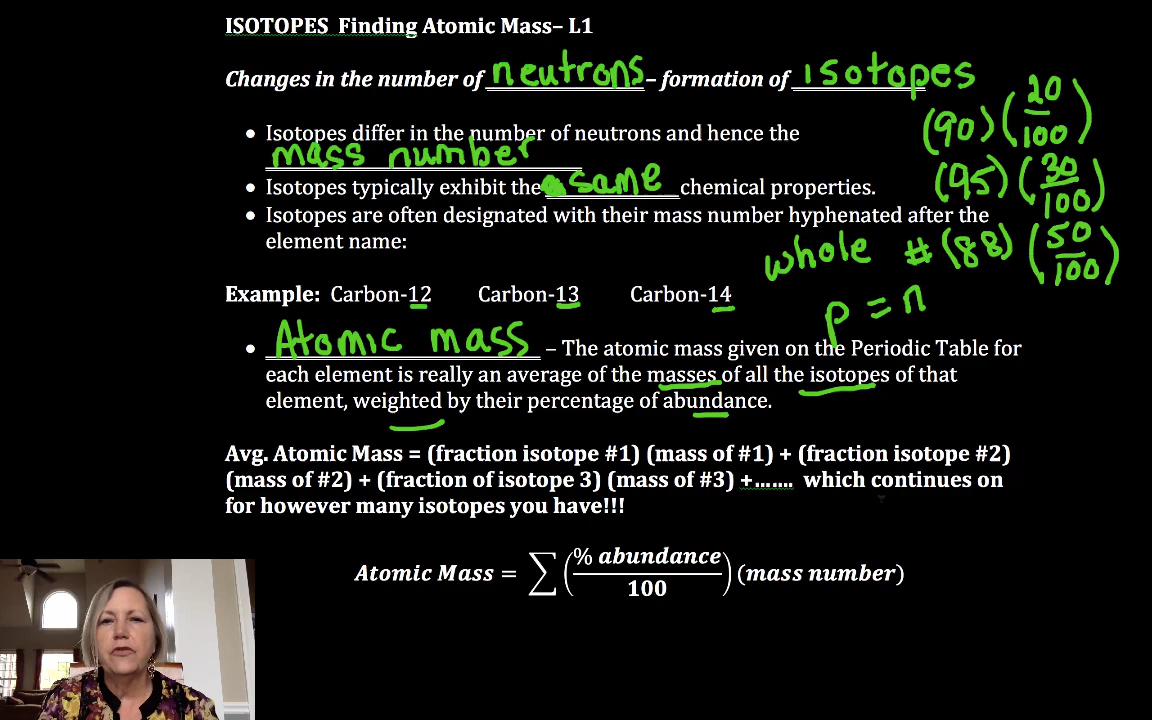 ISOTOPES Finding Atomic Mass– L1
Changes in the number of neutrons – formation of isotopes
(90) (20/100)
• Isotopes differ in the number of neutrons and hence the
mass number
(95) (30/100)
• Isotopes typically exhibit the same chemical properties.
• Isotopes are often designated with their mass number hyphenated after the
element name:
whole # (88) (50/100)
Example: Carbon-12 Carbon-13 Carbon-14
p = n
• Atomic mass – The atomic mass given on the Periodic Table for
each element is really an average of the masses of all the isotopes of that
element, weighted by their percentage of abundance.
Avg. Atomic Mass = (fraction isotope #1) (mass of #1) + (fraction isotope #2)
(mass of #2) + (fraction of isotope 3) (mass of #3) +....... which continues on
for however many isotopes you have!!!
Atomic Mass = ∑ (% abundance/100) (mass number)